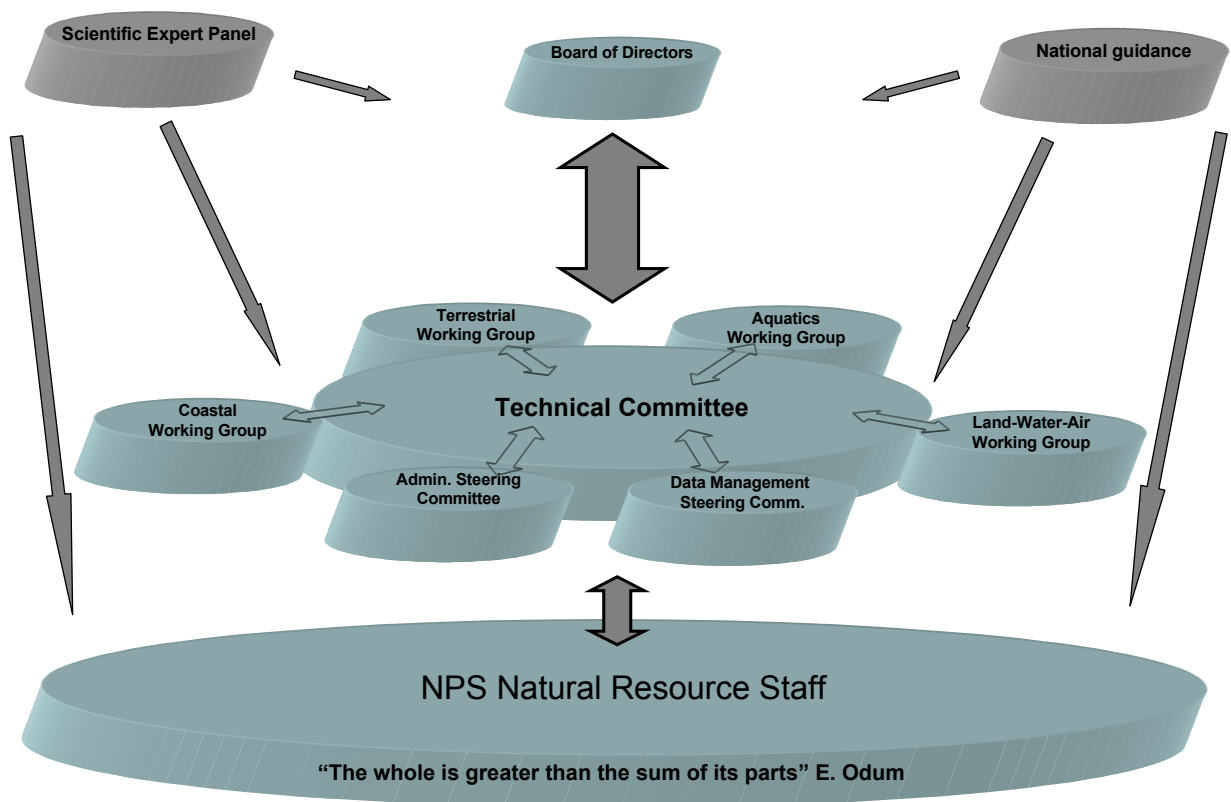 Scientific Expert Panel
Board of Directors
National guidance
Terrestrial
Working Group
Aquatics
Working Group
Coastal
Working Group
Technical Committee
Land-Water-Air
Working Group
Admin. Steering
Committee
Data Management
Steering Comm.
NPS Natural Resource Staff
“The whole is greater than the sum of its parts” E. Odum